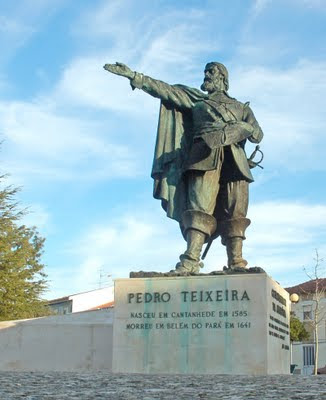 PEDRO TEIXEIRA
NASCEU EM CANTANHEDE EM 1585
MORREU EM BELÉM DO PARÁ EM 1641